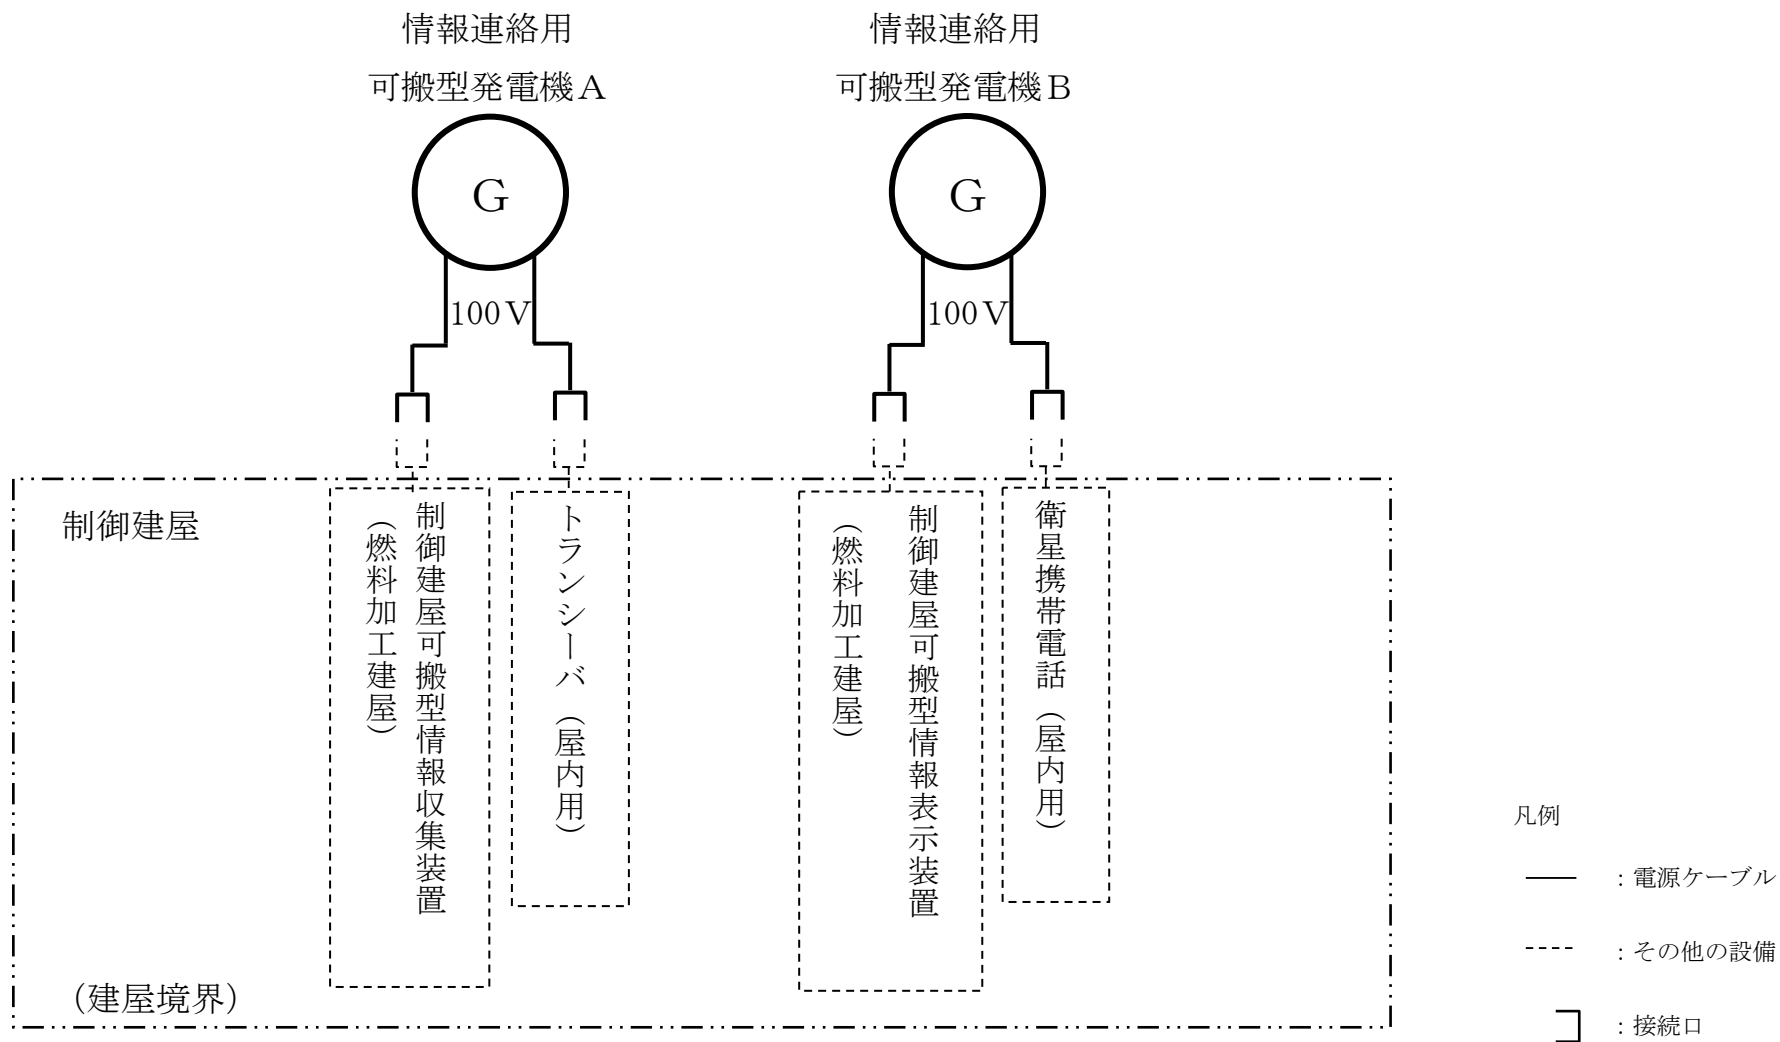 情報連絡用
可搬型発電機A
情報連絡用
可搬型発電機B
G
G
100V
100V
制御建屋
制御建屋可搬型情報収集装置
(燃料加工建屋)
トランシーバ(屋内用)
制御建屋可搬型情報表示装置
(燃料加工建屋)
衛星携帯電話(屋内用)
(建屋境界)
凡例
:電源ケーブル
:その他の設備
:接続口